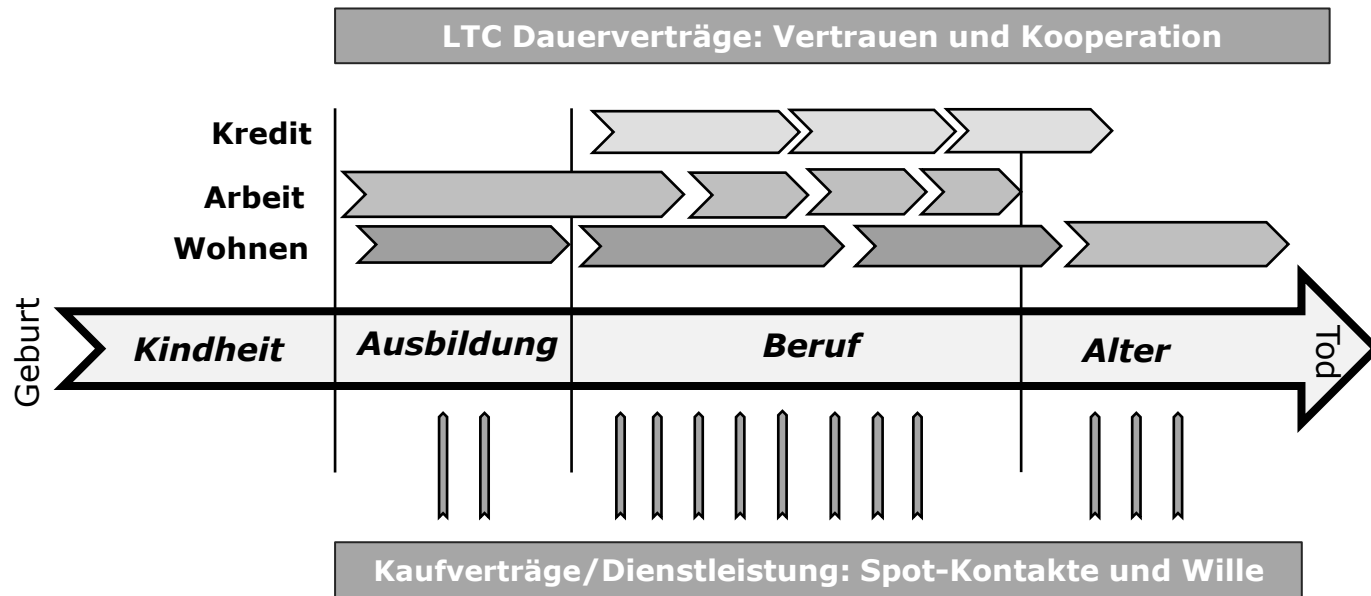 LTC Dauerverträge: Vertrauen und Kooperation
Kredit
Arbeit
Wohnen
Geburt
Kindheit
Ausbildung
Beruf
Alter
Tod
Kaufverträge/Dienstleistung: Spot-Kontakte und Wille